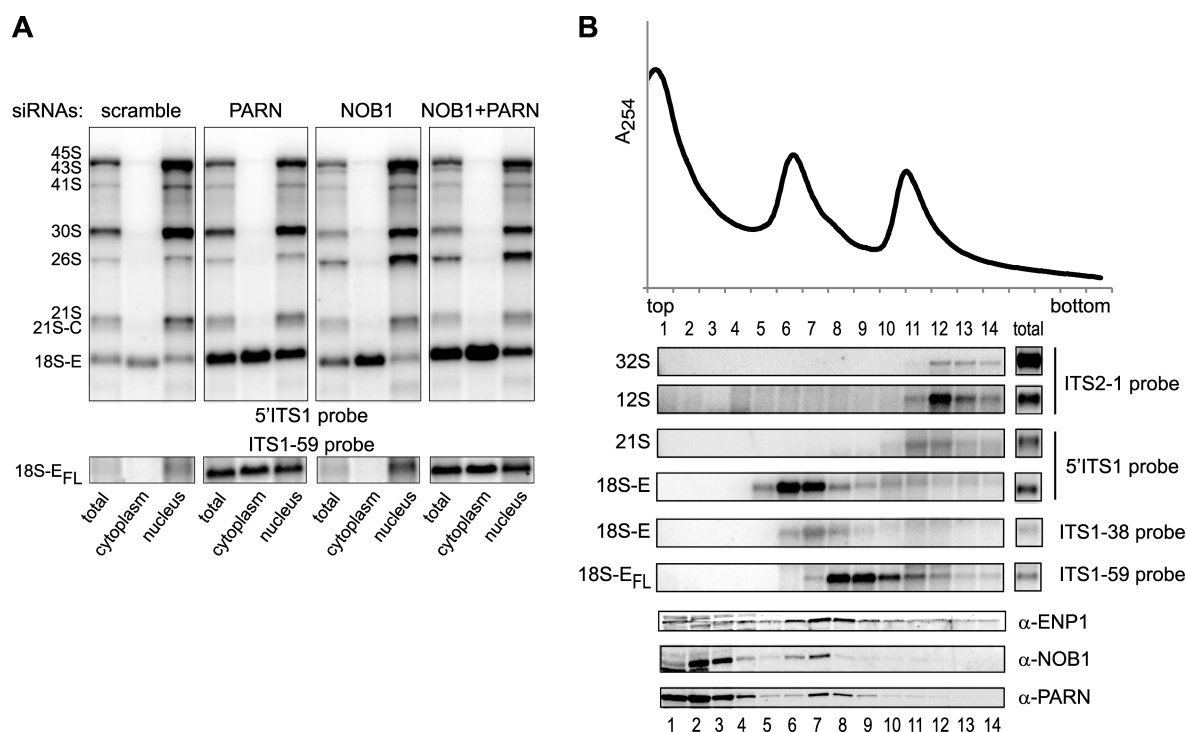 A
siRNAs: scramble PARN NOB1 NOB1+PARN
45S
43S
41S
30S
26S
21S
21S-C
18S-E
5'ITS1 probe
ITS1-59 probe
18S-EFL
total cytoplasm nucleus total cytoplasm nucleus total cytoplasm nucleus total cytoplasm nucleus
B
A254
top bottom
1 2 3 4 5 6 7 8 9 10 11 12 13 14 total
32S
12S
ITS2-1 probe
21S
18S-E
5'ITS1 probe
18S-E ITS1-38 probe
18S-EFL ITS1-59 probe
α-ENP1
α-NOB1
α-PARN
1 2 3 4 5 6 7 8 9 10 11 12 13 14